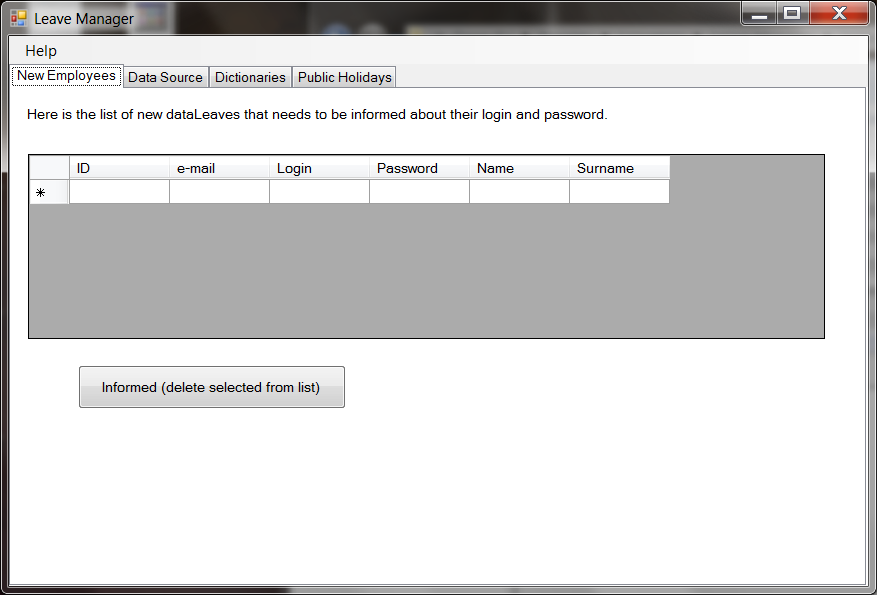 Leave Manager
Help
New Employees Data Source Dictionaries Public Holidays
Here is the list of new dataLeaves that needs to be informed about their login and password.
ID e-mail Login Password Name Surname
*
Informed (delete selected from list)